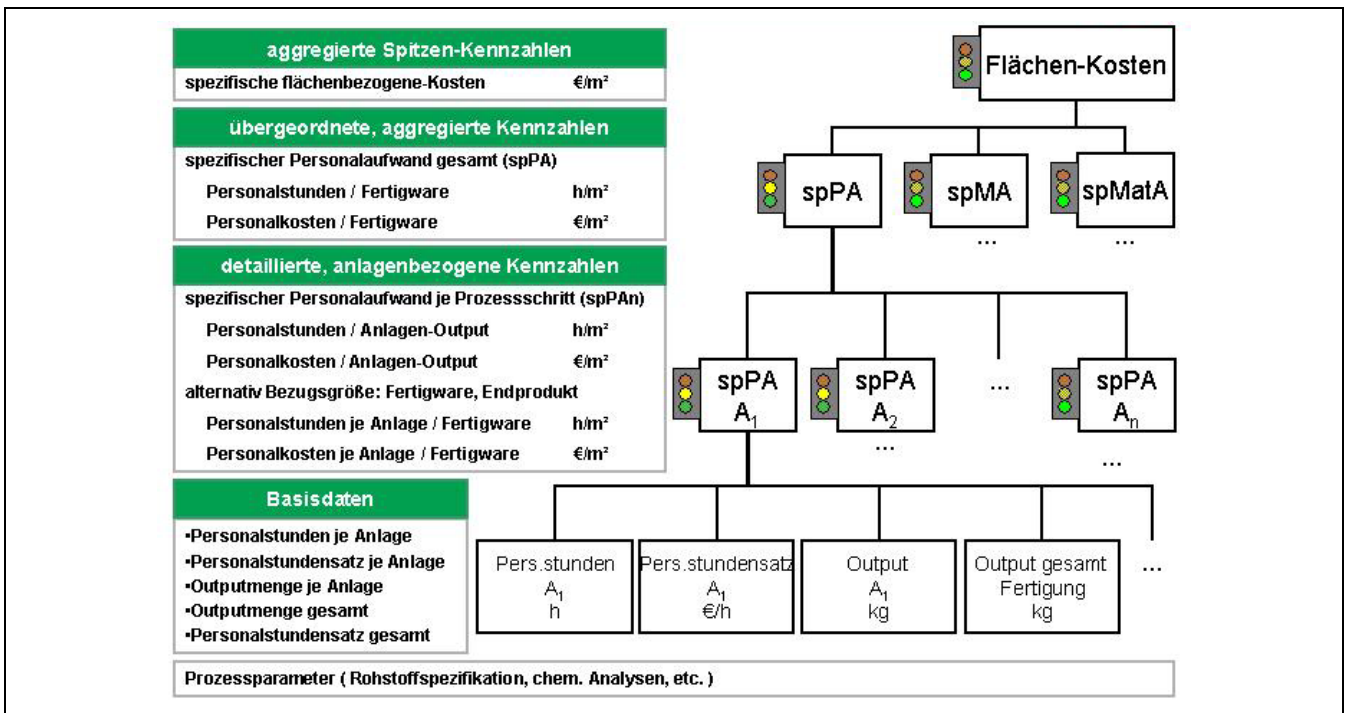 aggregierte Spitzen-Kennzahlen
spezifische flächenbezogene-Kosten €/m²
übergeordnete, aggregierte Kennzahlen
spezifischer Personalaufwand gesamt (spPA)
Personalstunden / Fertigware h/m²
Personalkosten / Fertigware €/m²
detaillierte, anlagenbezogene Kennzahlen
spezifischer Personalaufwand je Prozessschritt (spPAn)
Personalstunden / Anlagen-Output h/m²
Personalkosten / Anlagen-Output €/m²
alternativ Bezugsgröße: Fertigware, Endprodukt
Personalstunden je Anlage / Fertigware h/m²
Personalkosten je Anlage / Fertigware €/m²
Basisdaten
▪Personalstunden je Anlage
▪Personalstundensatz je Anlage
▪Outputmenge je Anlage
▪Outputmenge gesamt
▪Personalstundensatz gesamt
Flächen-Kosten
spPA
spMA
...
spMatA
...
spPA
A₁
spPA
A₂
...
...
spPA
Aₙ
...
Pers.stunden
A₁
h
Pers.stundensatz
A₁
€/h
Output
A₁
kg
Output gesamt
Fertigung
kg
...
Prozessparameter ( Rohstoffspezifikation, chem. Analysen, etc. )